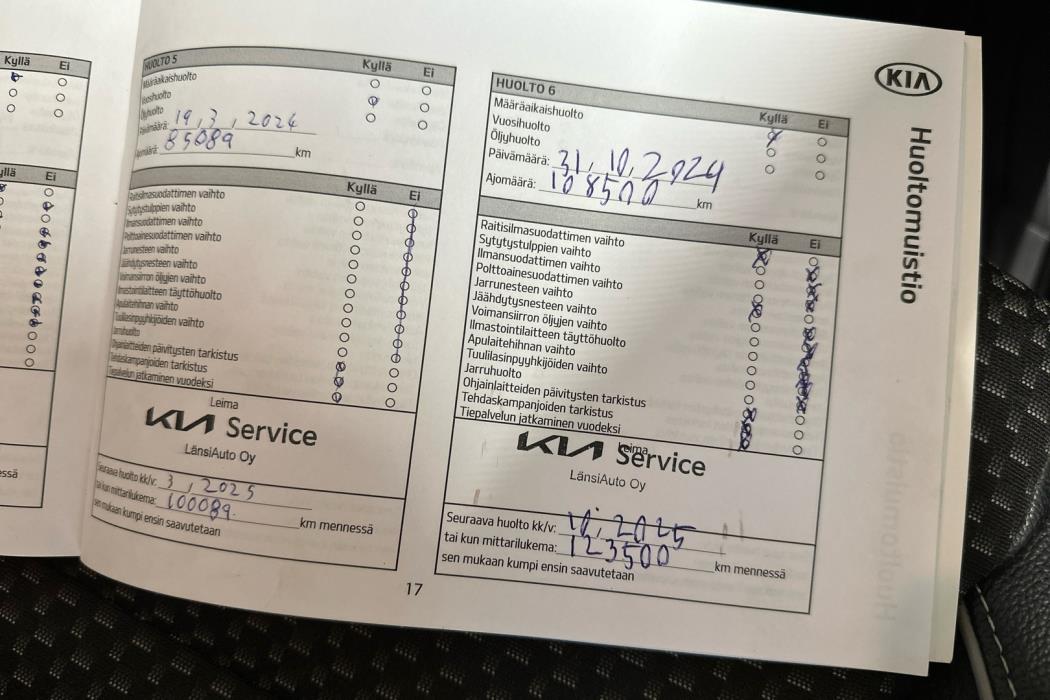 Kyllä Ei
yllä Ei
ssä
HUOLTO 5 Kyllä Ei
Määräaikaishuolto
Vuosihuolto
Öljyhuolto
Päivämäärä: 19,3,2024
Ajomäärä: 85089 km
Kyllä Ei
Raitisilmasuodattimen vaihto
Sytytystulppien vaihto
Ilmansuodattimen vaihto
Polttoainesuodattimen vaihto
Jarrunesteen vaihto
Jäähdytysnesteen vaihto
Voimansiirron öljyjen vaihto
Ilmastointilaitteen täyttöhuolto
Apulaitehihnan vaihto
Tuulilasinpyyhkijöiden vaihto
Jarruhuolto
Ohjainlaitteiden päivitysten tarkistus
Tehdaskampanjoiden tarkistus
Tiepalvelun jatkaminen vuodeksi
Leima
KIA Service
LänsiAuto Oy
Seuraava huolto kk/v: 3, 2025
tai kun mittarilukema: 100089 km mennessä
sen mukaan kumpi ensin saavutetaan
17
HUOLTO 6 Kyllä Ei
Määräaikaishuolto
Vuosihuolto
Öljyhuolto
Päivämäärä: 31,10,2024
Ajomäärä: 108500 km
Kyllä Ei
Raitisilmasuodattimen vaihto
Sytytystulppien vaihto
Ilmansuodattimen vaihto
Polttoainesuodattimen vaihto
Jarrunesteen vaihto
Jäähdytysnesteen vaihto
Voimansiirron öljyjen vaihto
Ilmastointilaitteen täyttöhuolto
Apulaitehihnan vaihto
Tuulilasinpyyhkijöiden vaihto
Jarruhuolto
Ohjainlaitteiden päivitysten tarkistus
Tehdaskampanjoiden tarkistus
Tiepalvelun jatkaminen vuodeksi
Leima
KIA Service
LänsiAuto Oy
Seuraava huolto kk/v: 10, 2025
tai kun mittarilukema: 123500 km mennessä
sen mukaan kumpi ensin saavutetaan
KIA
Huoltomuistio